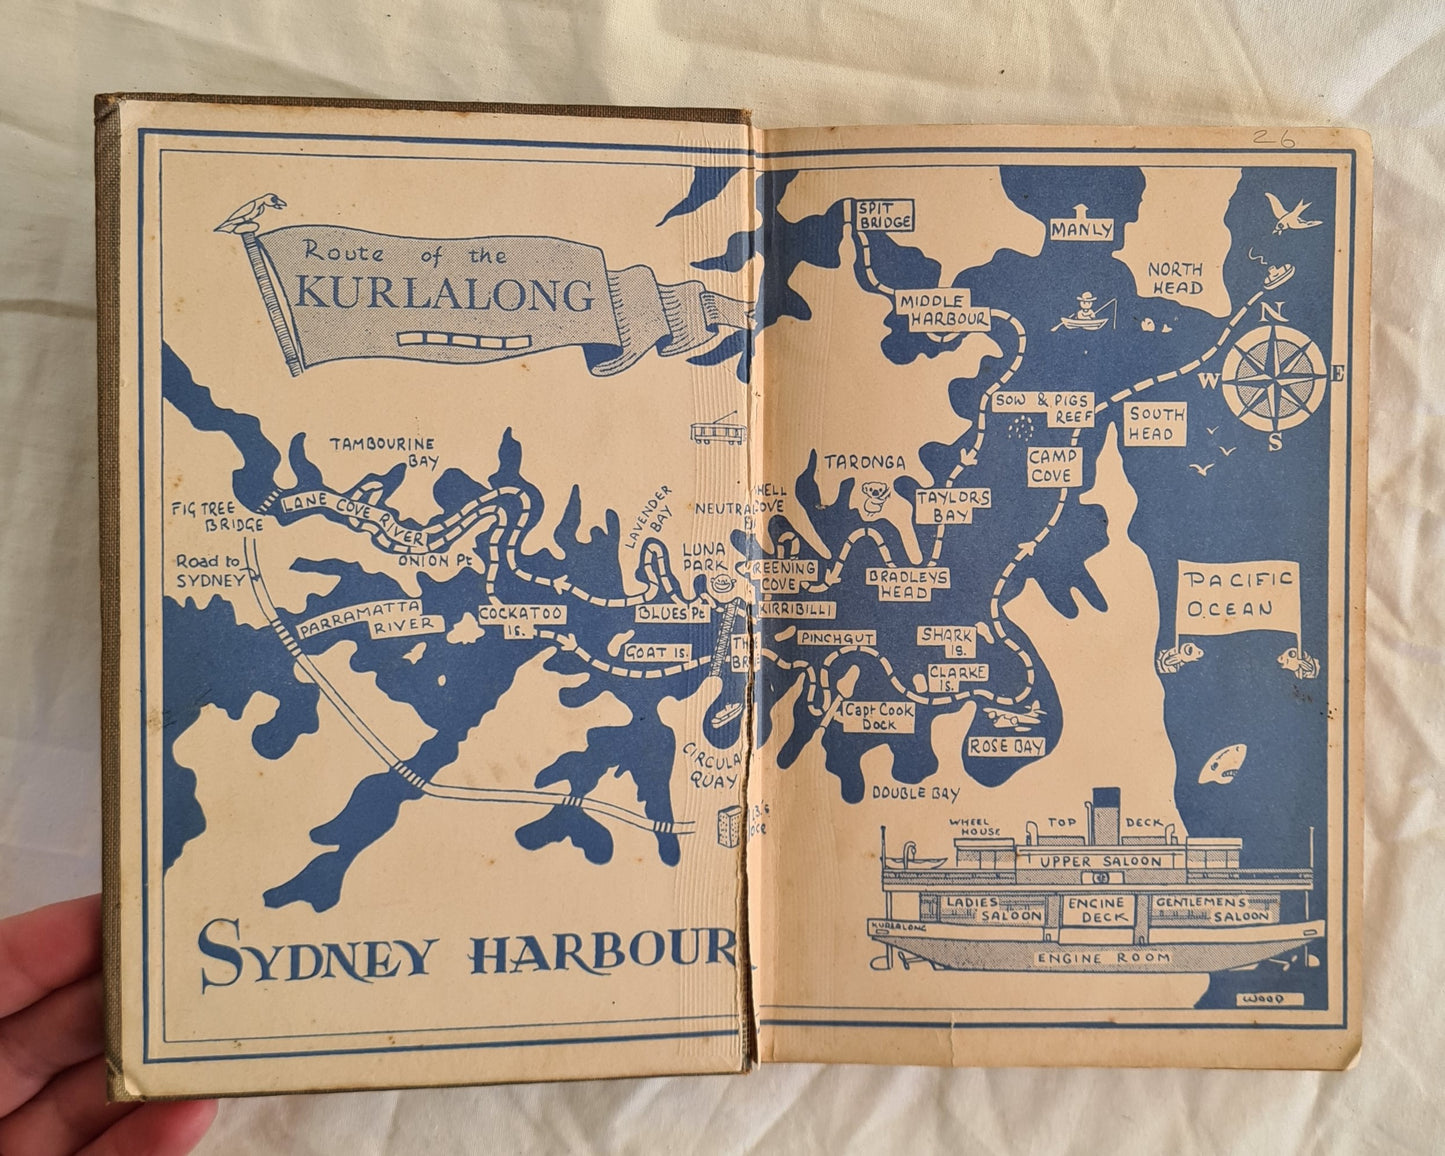 26
Route of the
KURLALONG
SPIT
BRIDGE
MANLY
NORTH
HEAD
MIDDLE
HARBOUR
N
W
E
S
SOW & PIGS
REEF
SOUTH
HEAD
CAMP
COVE
TAMBOURINE
BAY
TARONGA
TAYLORS
BAY
FIG TREE
BRIDGE
LANE COVE RIVER
ONION Pt
LAVENDER
BAY
LUNA
PARK
Road to
SYDNEY
BRADLEYS
HEAD
PACIFIC
OCEAN
PARRAMATTA
RIVER
COCKATOO
IS.
BLUES Pt
KIRRIBILLI
COVE
PINCHGUT
SHARK
IS.
GOAT IS.
CLARKE
IS.
Capt Cook
Dock
ROSE BAY
QUAY
DOUBLE BAY
WHEEL
HOUSE
TOP DECK
UPPER SALOON
LADIES
SALOON
ENGINE
DECK
GENTLEMENS
SALOON
KURLALONG
ENGINE ROOM
SYDNEY HARBOUR
WOOD